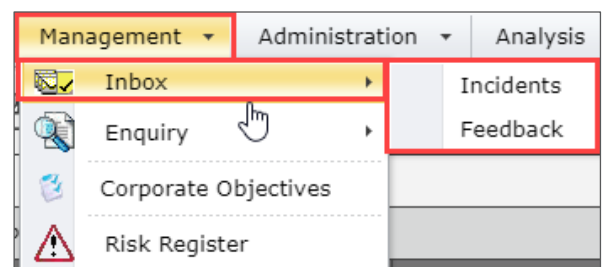 Management Administration Analysis
Inbox
Incidents
Enquiry
Feedback
Corporate Objectives
Risk Register